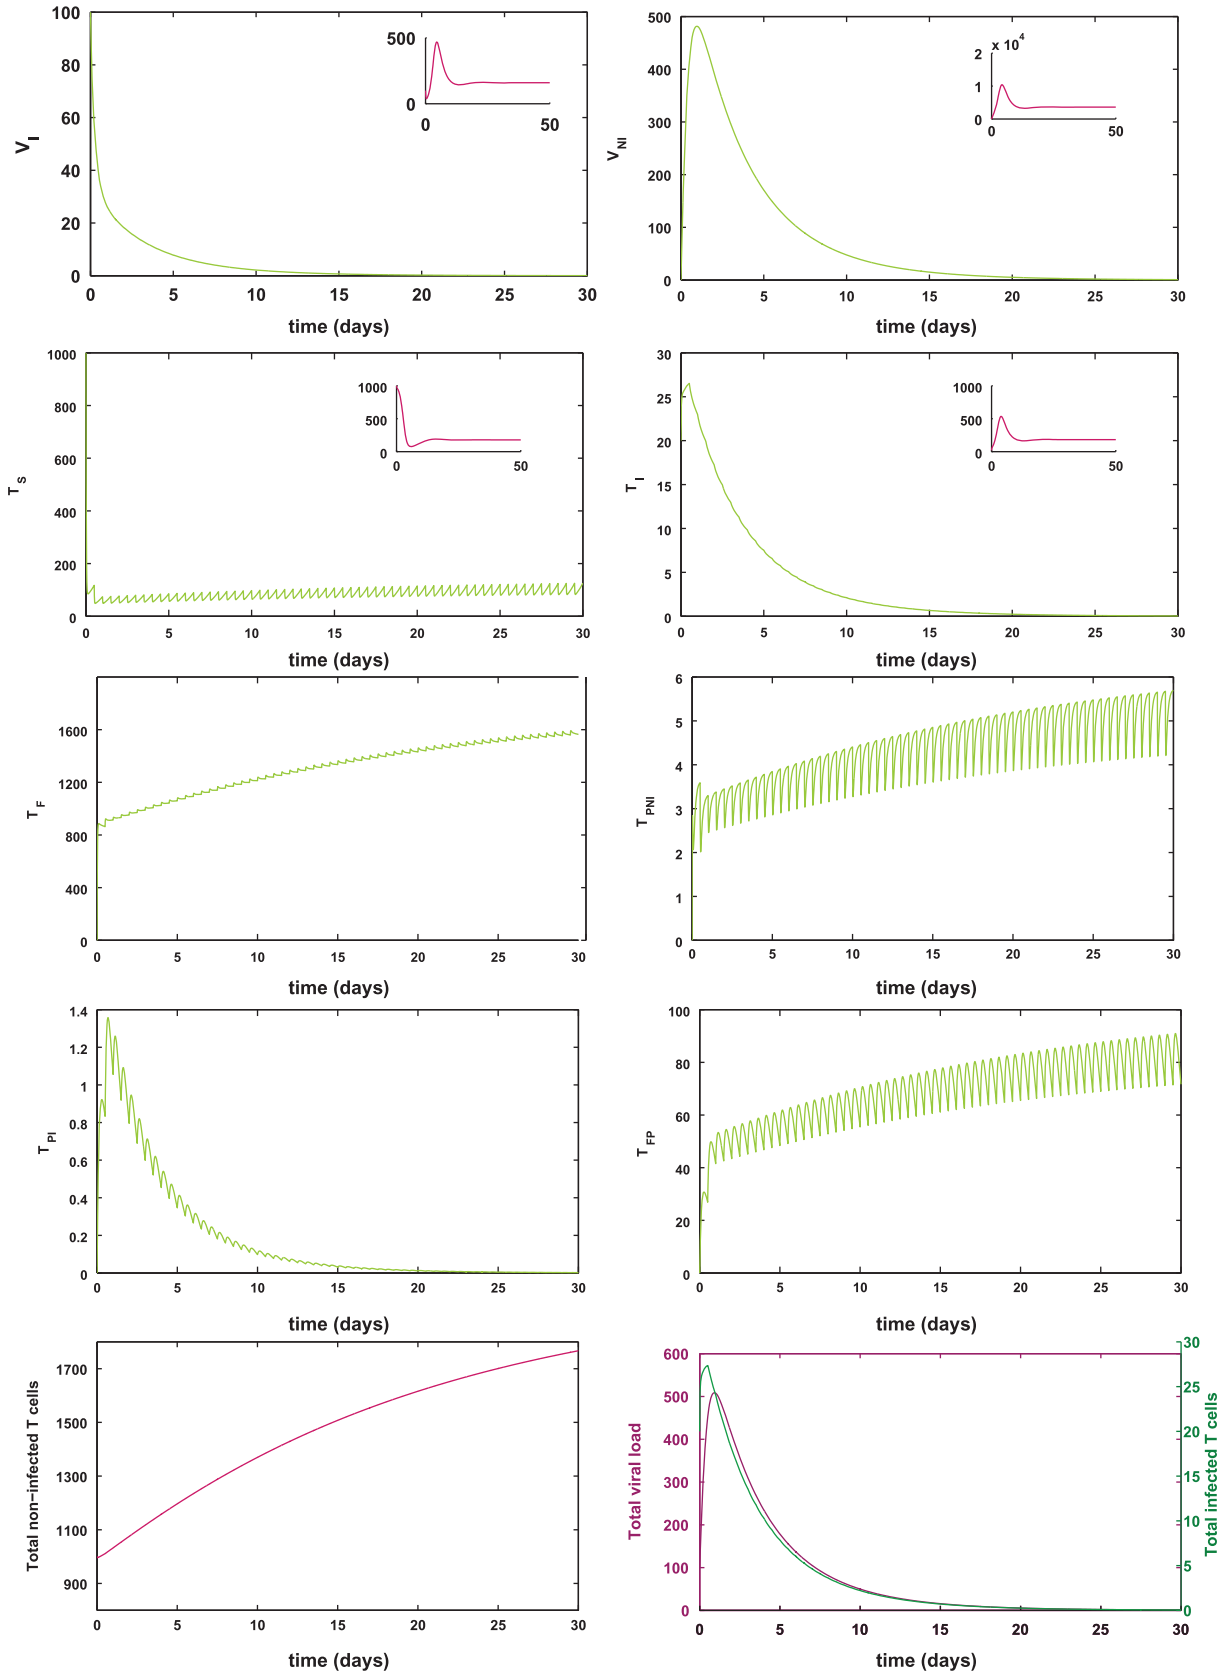 100
80
60
40
20
0
V_I
0 5 10 15 20 25 30
time (days)
500
0
0 50
500
400
300
200
100
0
V_NI
0 5 10 15 20 25 30
time (days)
x 10^4
2
1
0
0 50
1000
800
600
400
200
0
T_S
0 5 10 15 20 25 30
time (days)
1000
500
0
0 50
30
25
20
15
10
5
0
T_I
0 5 10 15 20 25 30
time (days)
1000
500
0
0 50
1600
1200
800
400
0
T_F
0 5 10 15 20 25 30
time (days)
6
5
4
3
2
1
0
T_PNI
0 5 10 15 20 25 30
time (days)
1.4
1.2
1
0.8
0.6
0.4
0.2
0
T_PI
0 5 10 15 20 25 30
time (days)
100
80
60
40
20
0
T_FP
0 5 10 15 20 25 30
time (days)
1700
1500
1300
1100
900
Total non−infected T cells
0 5 10 15 20 25 30
time (days)
600
500
400
300
200
100
0
Total viral load
30
25
20
15
10
5
0
Total infected T cells
0 5 10 15 20 25 30
time (days)